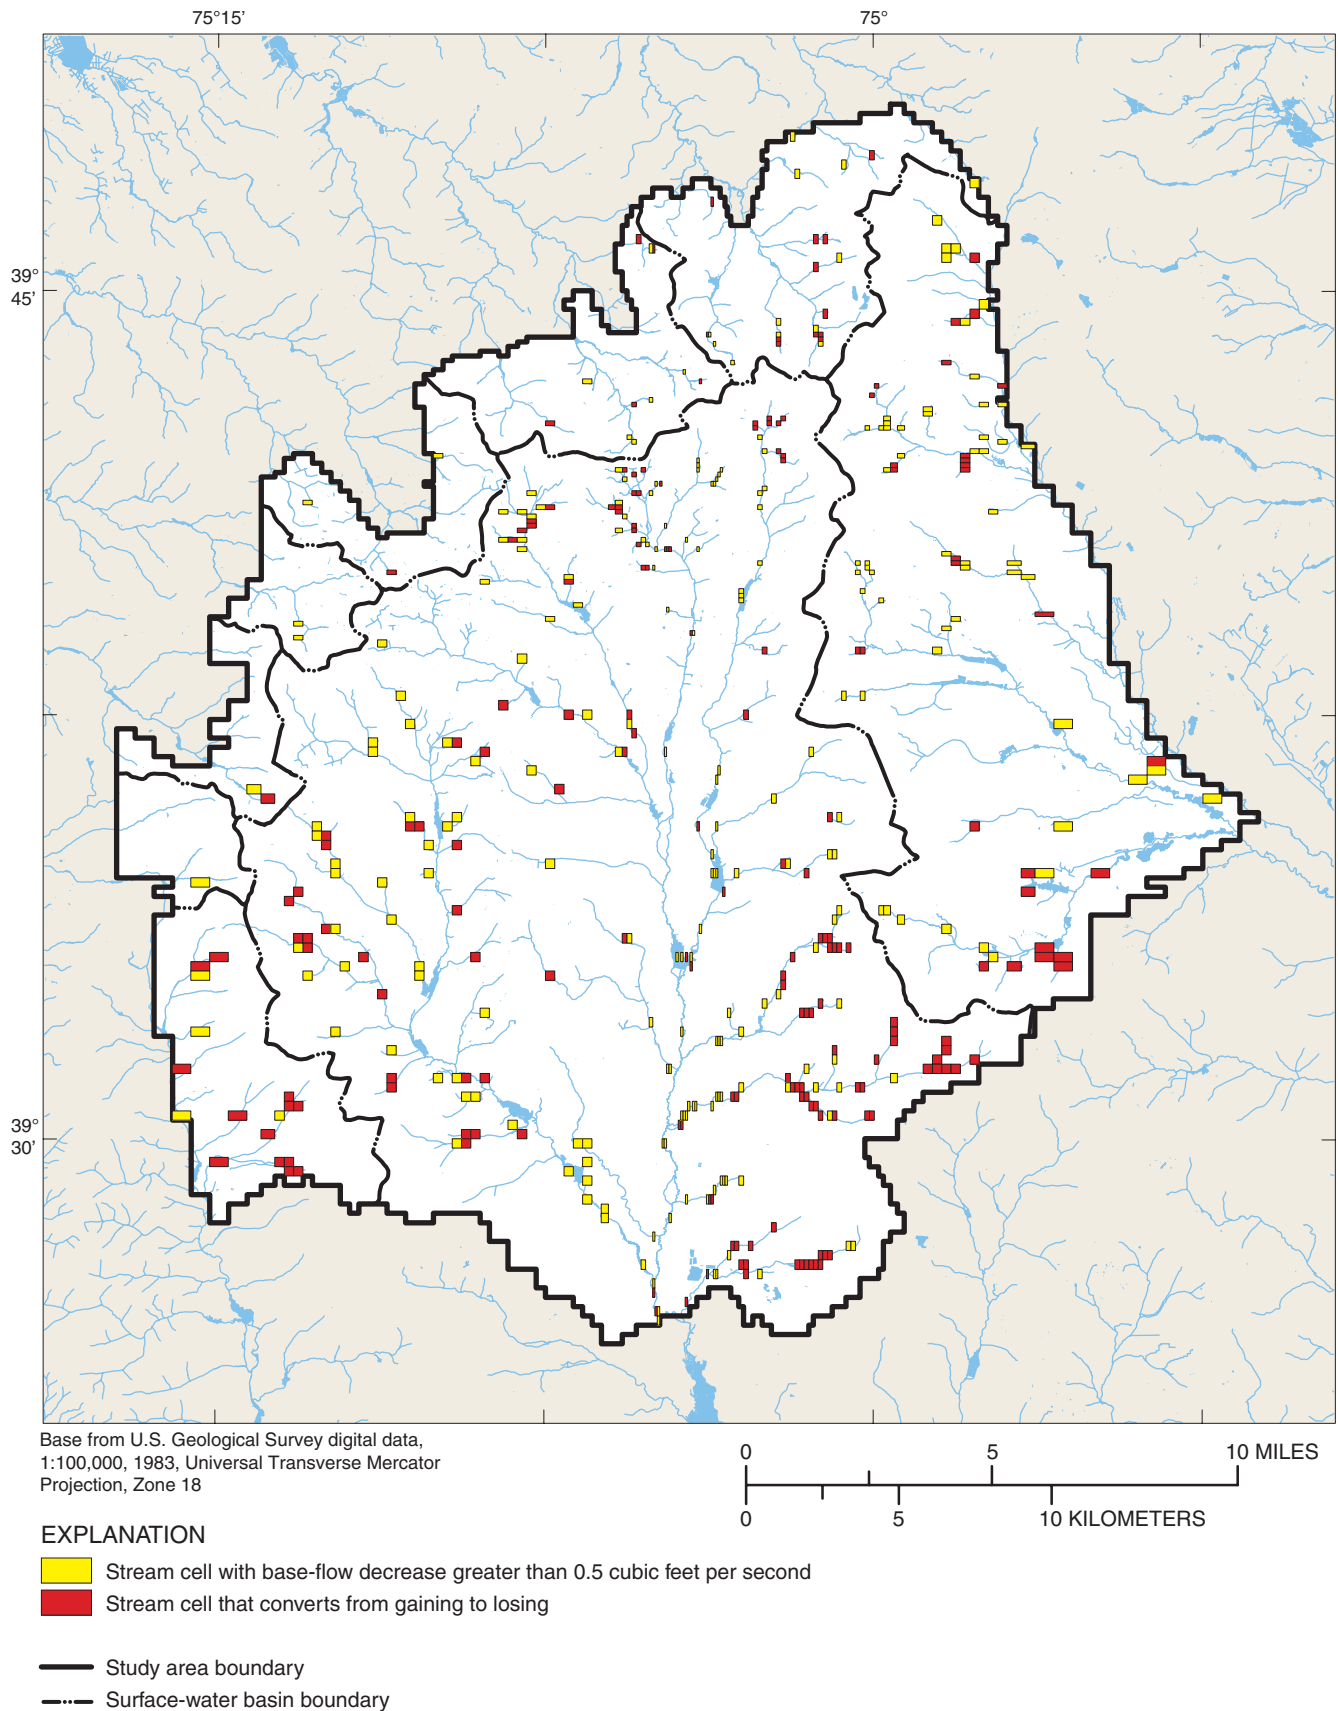 75°15’
75°
39°
45’
39°
30’
Base from U.S. Geological Survey digital data,
1:100,000, 1983, Universal Transverse Mercator
Projection, Zone 18
0
5
10 MILES
0
5
10 KILOMETERS
EXPLANATION
Stream cell with base-flow decrease greater than 0.5 cubic feet per second
Stream cell that converts from gaining to losing
Study area boundary
Surface-water basin boundary